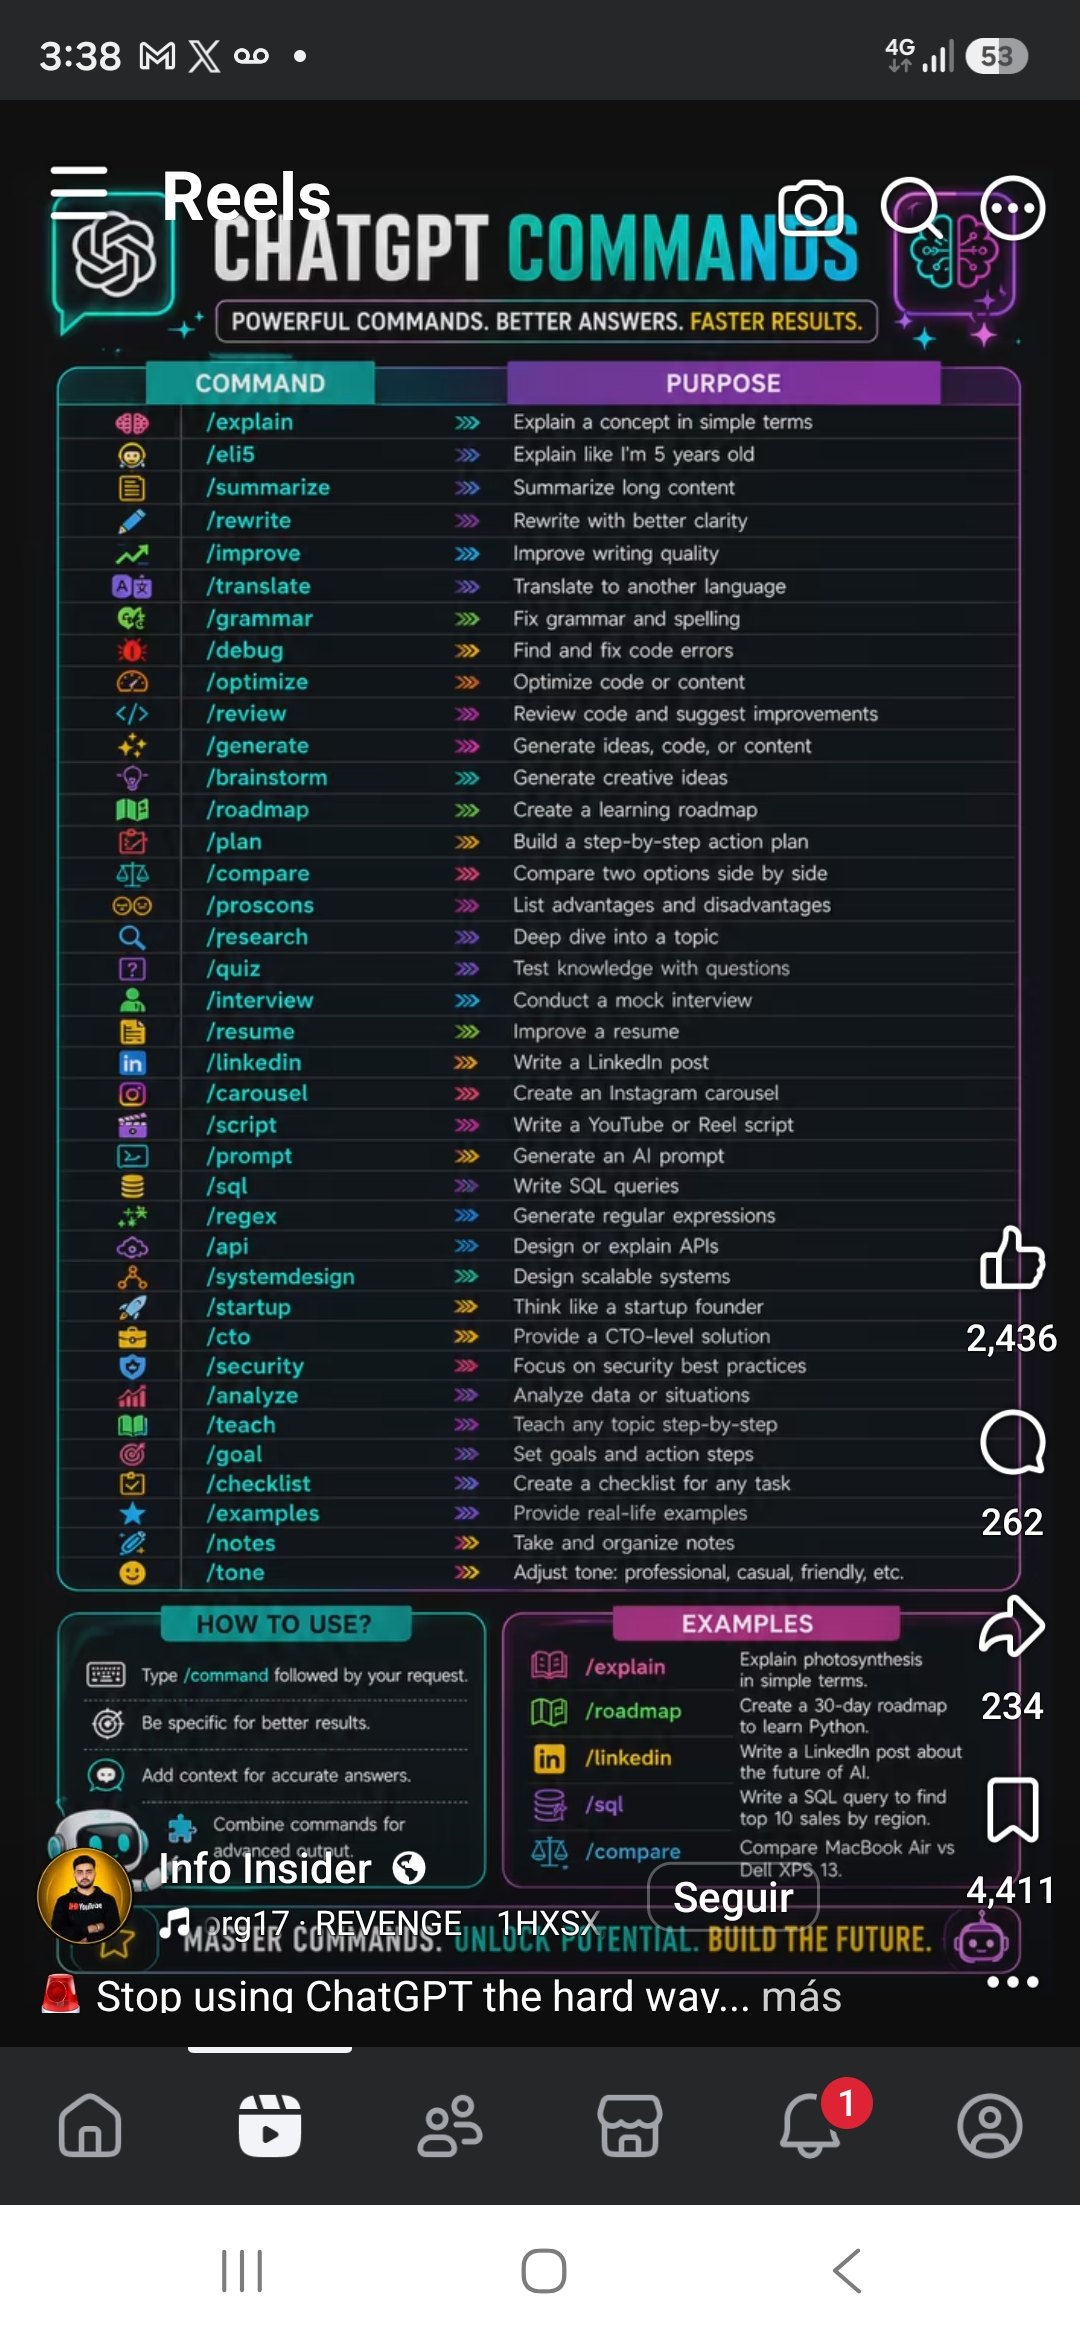 3:38
4G
53
Reels
CHATGPT COMMANDS
POWERFUL COMMANDS. BETTER ANSWERS. FASTER RESULTS.
COMMAND PURPOSE
/explain Explain a concept in simple terms
/eli5 Explain like I'm 5 years old
/summarize Summarize long content
/rewrite Rewrite with better clarity
/improve Improve writing quality
/translate Translate to another language
/grammar Fix grammar and spelling
/debug Find and fix code errors
/optimize Optimize code or content
/review Review code and suggest improvements
/generate Generate ideas, code, or content
/brainstorm Generate creative ideas
/roadmap Create a learning roadmap
/plan Build a step-by-step action plan
/compare Compare two options side by side
/proscons List advantages and disadvantages
/research Deep dive into a topic
/quiz Test knowledge with questions
/interview Conduct a mock interview
/resume Improve a resume
/linkedin Write a LinkedIn post
/carousel Create an Instagram carousel
/script Write a YouTube or Reel script
/prompt Generate an AI prompt
/sql Write SQL queries
/regex Generate regular expressions
/api Design or explain APIs
/systemdesign Design scalable systems
/startup Think like a startup founder
/cto Provide a CTO-level solution
/security Focus on security best practices
/analyze Analyze data or situations
/teach Teach any topic step-by-step
/goal Set goals and action steps
/checklist Create a checklist for any task
/examples Provide real-life examples
/notes Take and organize notes
/tone Adjust tone: professional, casual, friendly, etc.
2,436
262
234
4,411
HOW TO USE?
Type /command followed by your request.
Be specific for better results.
Add context for accurate answers.
Combine commands for
advanced output.
EXAMPLES
/explain Explain photosynthesis
in simple terms.
/roadmap Create a 30-day roadmap
to learn Python.
/linkedin Write a LinkedIn post about
the future of AI.
/sql Write a SQL query to find
top 10 sales by region.
/compare Compare MacBook Air vs
Dell XPS 13.
Info Insider
Seguir
org17 · REVENGE 1HXSX
MASTER COMMANDS. UNLOCK POTENTIAL. BUILD THE FUTURE.
Stop using ChatGPT the hard way... más
1